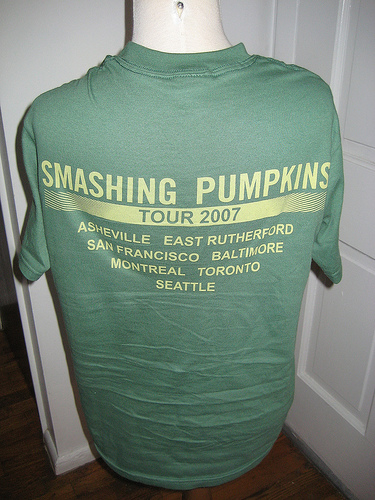 SMASHING PUMPKINS
TOUR 2007
ASHEVILLE EAST RUTHERFORD
SAN FRANCISCO BALTIMORE
MONTREAL TORONTO
SEATTLE